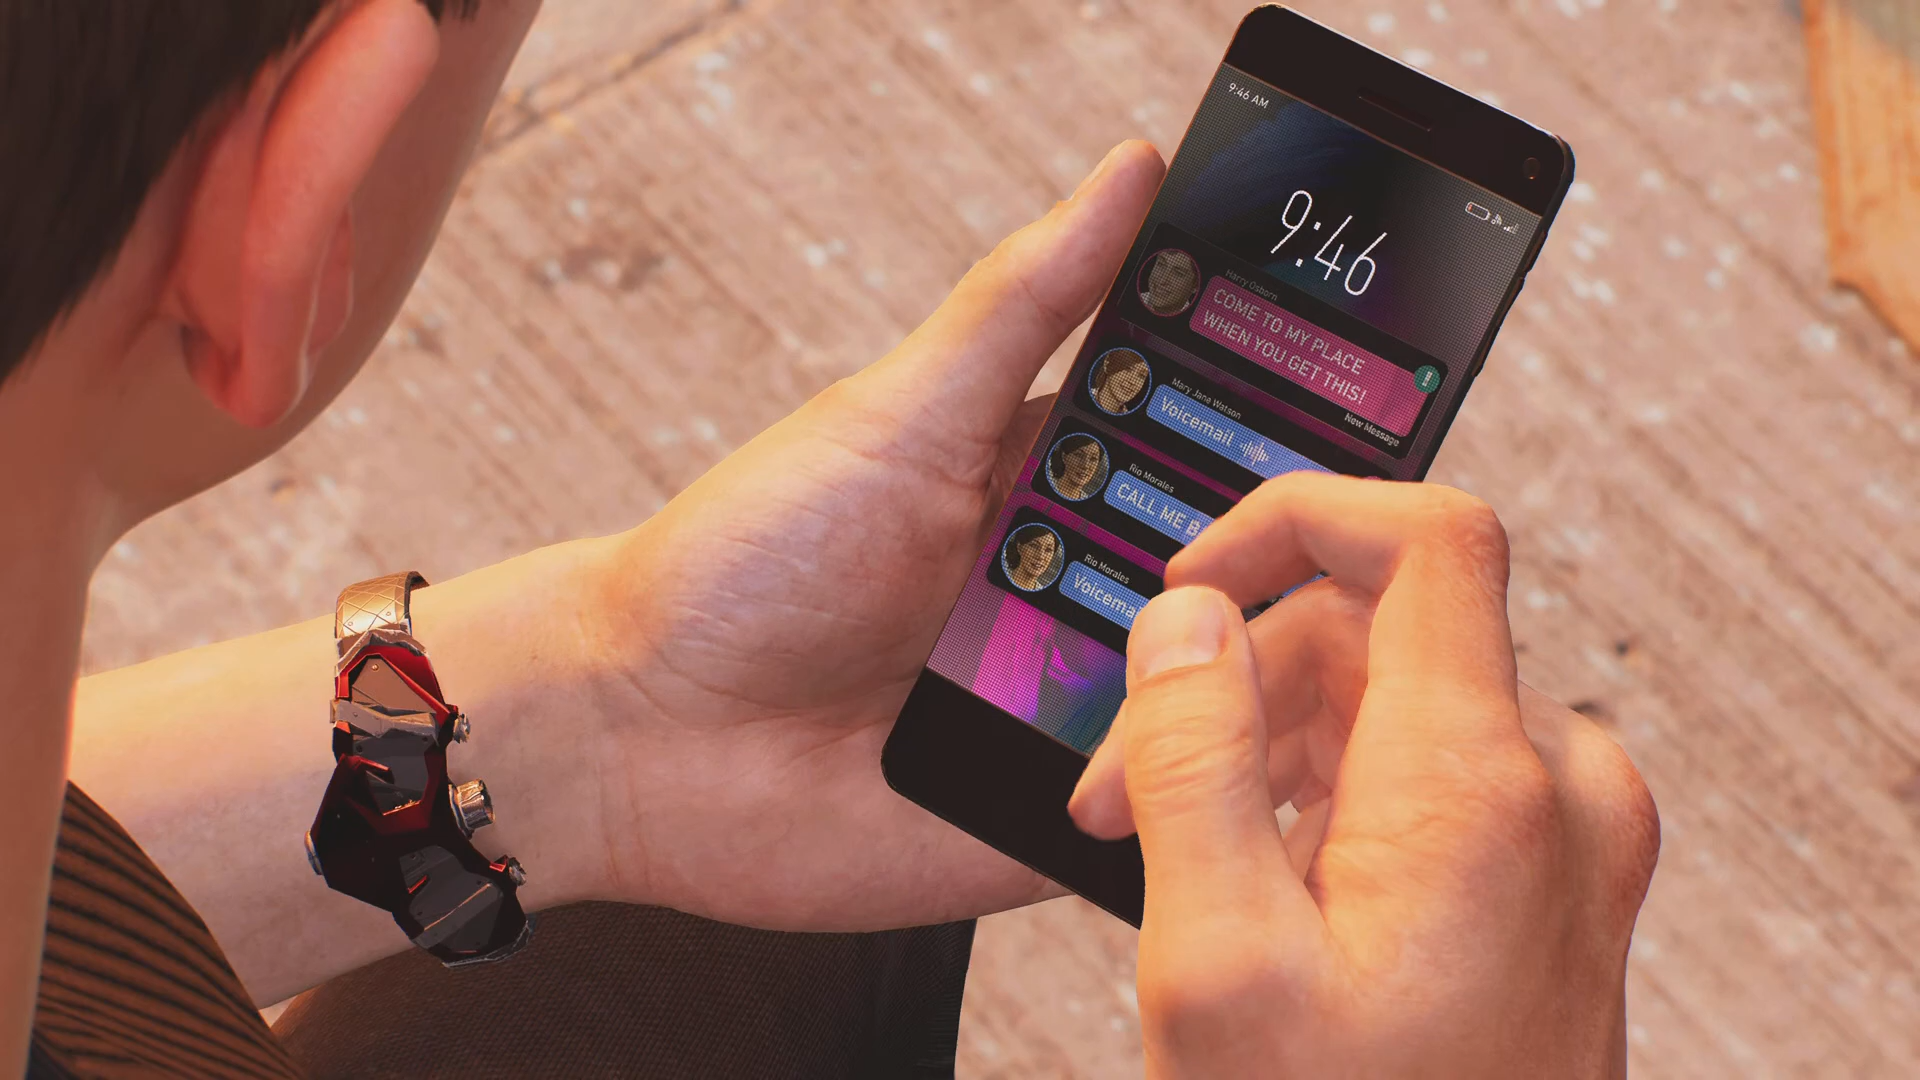 9:46 AM
9:46
Harry Osborn
COME TO MY PLACE
WHEN YOU GET THIS!
New Message
Mary Jane Watson
Voicemail
Rio Morales
CALL ME
Rio Morales